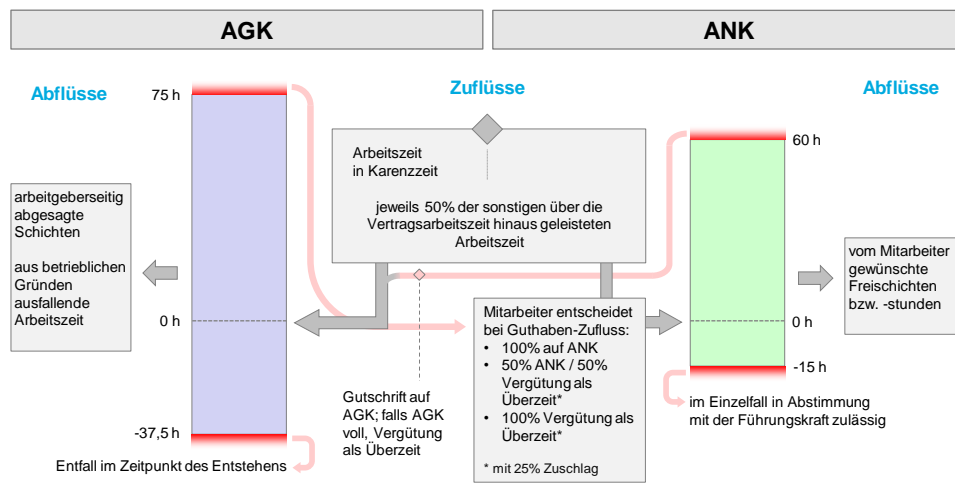 AGK
ANK
Abflüsse
75 h
Zuflüsse
Abflüsse
60 h
Arbeitszeit
in Karenzzeit
jeweils 50% der sonstigen über die
Vertragsarbeitszeit hinaus geleisteten
Arbeitszeit
arbeitgeberseitig
abgesagte
Schichten
aus betrieblichen
Gründen
ausfallende
Arbeitszeit
vom Mitarbeiter
gewünschte
Freischichten
bzw. -stunden
0 h
0 h
Mitarbeiter entscheidet
bei Guthaben-Zufluss:
• 100% auf ANK
• 50% ANK / 50%
Vergütung als
Überzeit*
• 100% Vergütung als
Überzeit*
* mit 25% Zuschlag
-15 h
Gutschrift auf
AGK; falls AGK
voll, Vergütung
als Überzeit
im Einzelfall in Abstimmung
mit der Führungskraft zulässig
-37,5 h
Entfall im Zeitpunkt des Entstehens